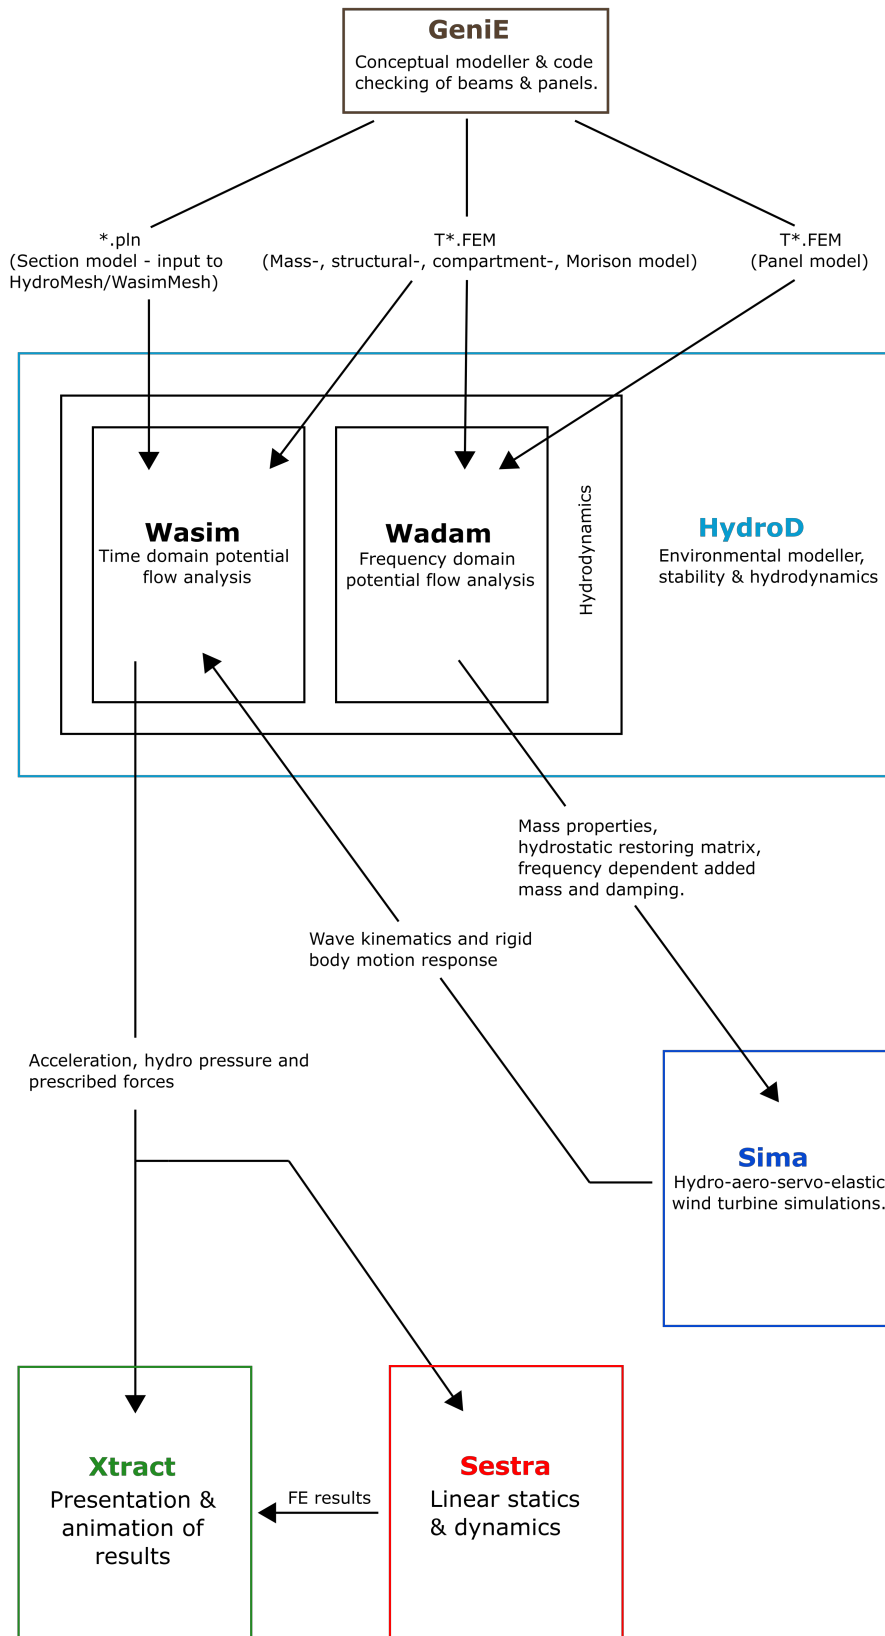 GeniE
Conceptual modeller & code
checking of beams & panels.
*.pln
(Section model - input to
HydroMesh/WasimMesh)
T*.FEM
(Mass-, structural-, compartment-, Morison model)
T*.FEM
(Panel model)
Wasim
Time domain potential
flow analysis
Wadam
Frequency domain
potential flow analysis
Hydrodynamics
HydroD
Environmental modeller,
stability & hydrodynamics
Mass properties,
hydrostatic restoring matrix,
frequency dependent added
mass and damping.
Wave kinematics and rigid
body motion response
Acceleration, hydro pressure and
prescribed forces
Sima
Hydro-aero-servo-elastic
wind turbine simulations.
Xtract
Presentation &
animation of
results
FE results
Sestra
Linear statics
& dynamics